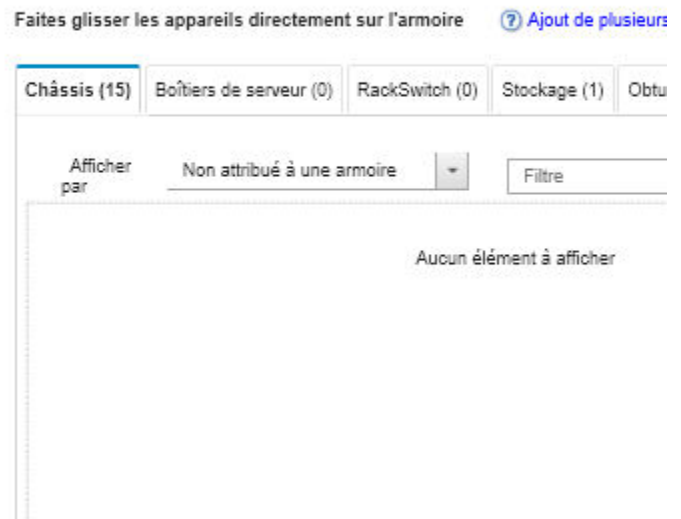 Faites glisser les appareils directement sur l'armoire ? Ajout de plusieurs
Châssis (15) Boîtiers de serveur (0) RackSwitch (0) Stockage (1) Obtu
Afficher par Non attribué à une armoire Filtre
Aucun élément à afficher